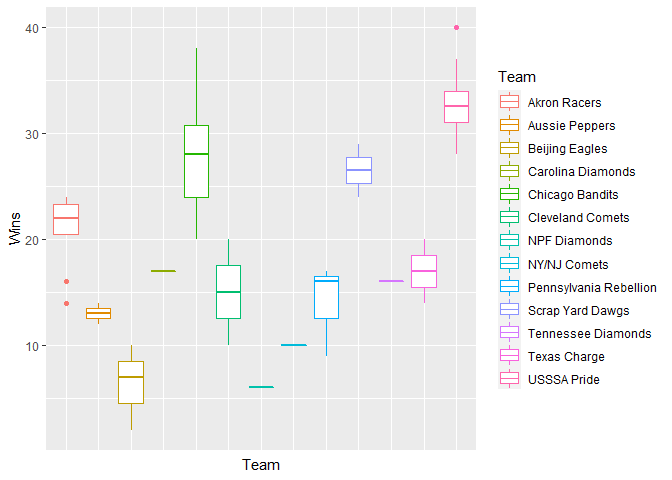 40
30
20
10
Wins
Team
Team
Akron Racers
Aussie Peppers
Beijing Eagles
Carolina Diamonds
Chicago Bandits
Cleveland Comets
NPF Diamonds
NY/NJ Comets
Pennsylvania Rebellion
Scrap Yard Dawgs
Tennessee Diamonds
Texas Charge
USSSA Pride